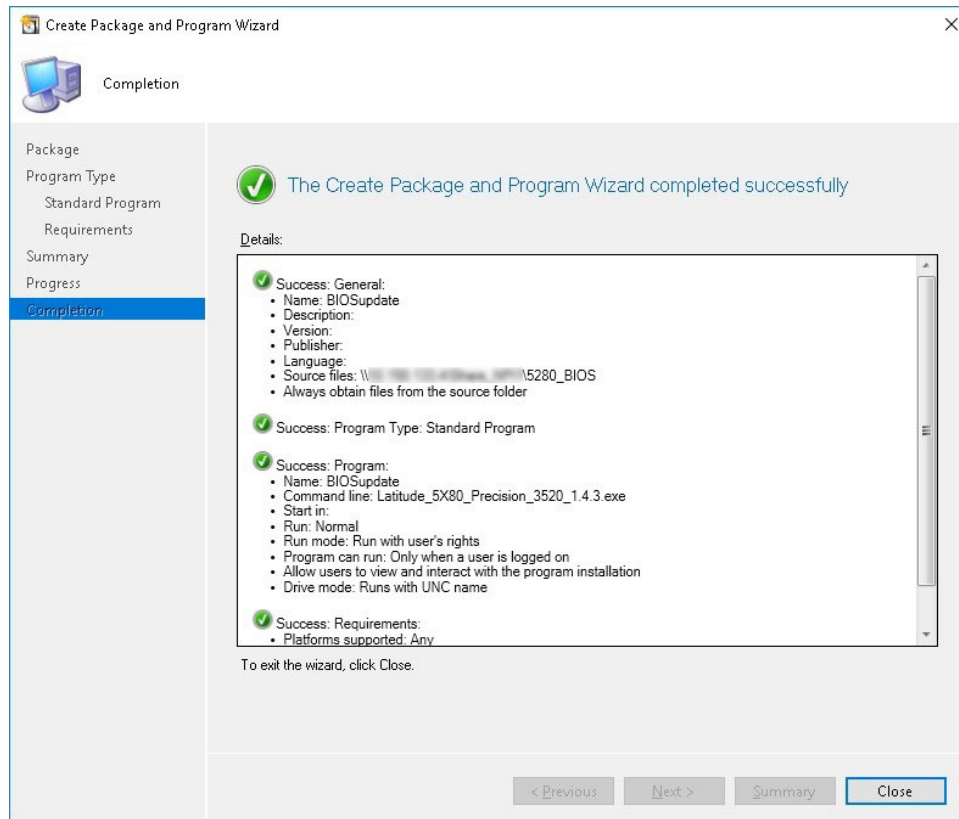 Create Package and Program Wizard
Completion
Package
Program Type
Standard Program
Requirements
Summary
Progress
Completion
The Create Package and Program Wizard completed successfully
Details:
Success: General:
• Name: BIOSupdate
• Description:
• Version:
• Publisher:
• Language:
• Source files: \\ \5280_BIOS
• Always obtain files from the source folder
Success: Program Type: Standard Program
Success: Program:
• Name: BIOSupdate
• Command line: Latitude_5X80_Precision_3520_1.4.3.exe
• Start in:
• Run: Normal
• Run mode: Run with user's rights
• Program can run: Only when a user is logged on
• Allow users to view and interact with the program installation
• Drive mode: Runs with UNC name
Success: Requirements:
• Platforms supported: Any
To exit the wizard, click Close.
< Previous
Next >
Summary
Close